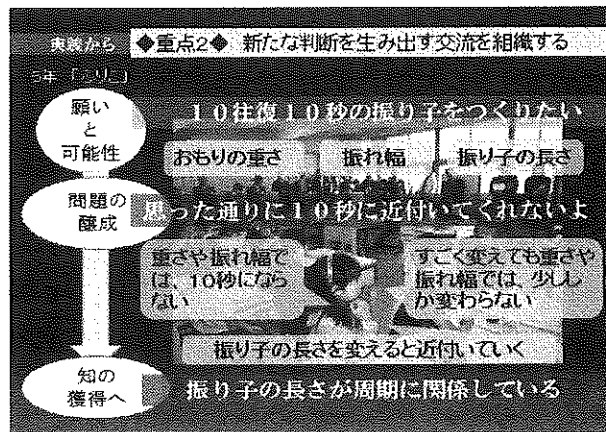 実践から ◆重点2◆ 新たな判断を生み出す交流を組織する
5年「ふりこ」
願い
と
可能性
10往復10秒の振り子をつくりたい
おもりの重さ 振れ幅 振り子の長さ
問題の
醸成
思った通りに10秒に近付いてくれないよ
重さや振れ幅で
は、10秒になら
ない
すごく変えても重さや
振れ幅では、少しし
か変わらない
振り子の長さを変えると近付いていく
知の
獲得へ
振り子の長さが周期に関係している